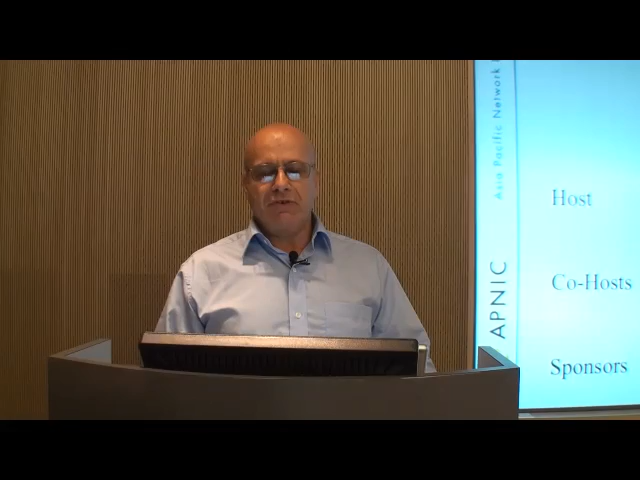 Asia Pacific Network
APNIC
Host
Co-Hosts
Sponsors